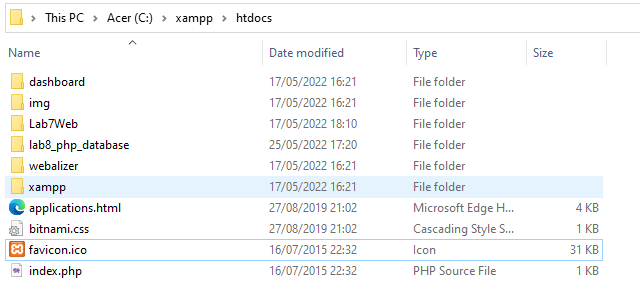 This PC > Acer (C:) > xampp > htdocs
Name Date modified Type Size
dashboard 17/05/2022 16:21 File folder
img 17/05/2022 16:21 File folder
Lab7Web 17/05/2022 18:10 File folder
lab8_php_database 25/05/2022 17:20 File folder
webalizer 17/05/2022 16:21 File folder
xampp 17/05/2022 16:21 File folder
applications.html 27/08/2019 21:02 Microsoft Edge H... 4 KB
bitnami.css 27/08/2019 21:02 Cascading Style S... 1 KB
favicon.ico 16/07/2015 22:32 Icon 31 KB
index.php 16/07/2015 22:32 PHP Source File 1 KB